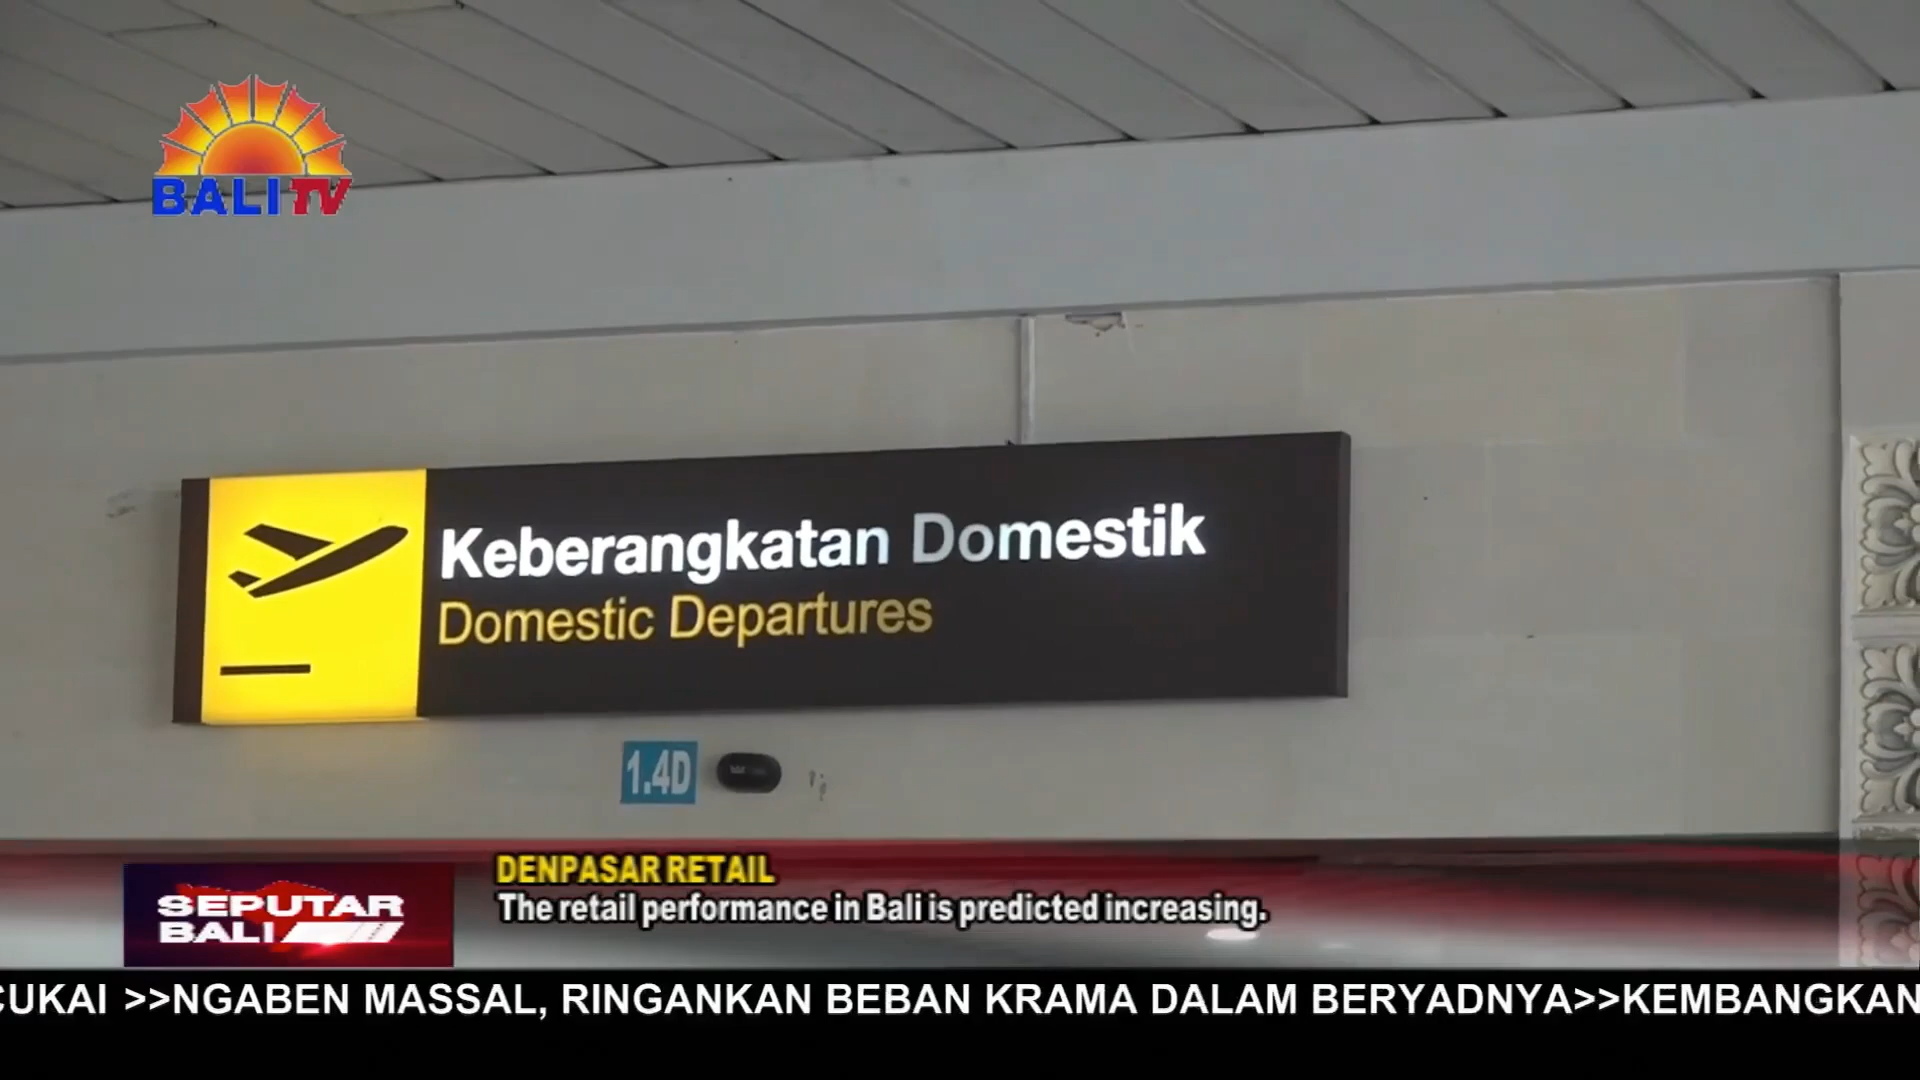 BALI TV
Keberangkatan Domestik
Domestic Departures
1.4D
DENPASAR RETAIL
The retail performance in Bali is predicted increasing.
SEPUTAR
BALI
CUKAI >>NGABEN MASSAL, RINGANKAN BEBAN KRAMA DALAM BERYADNYA>>KEMBANGKAN